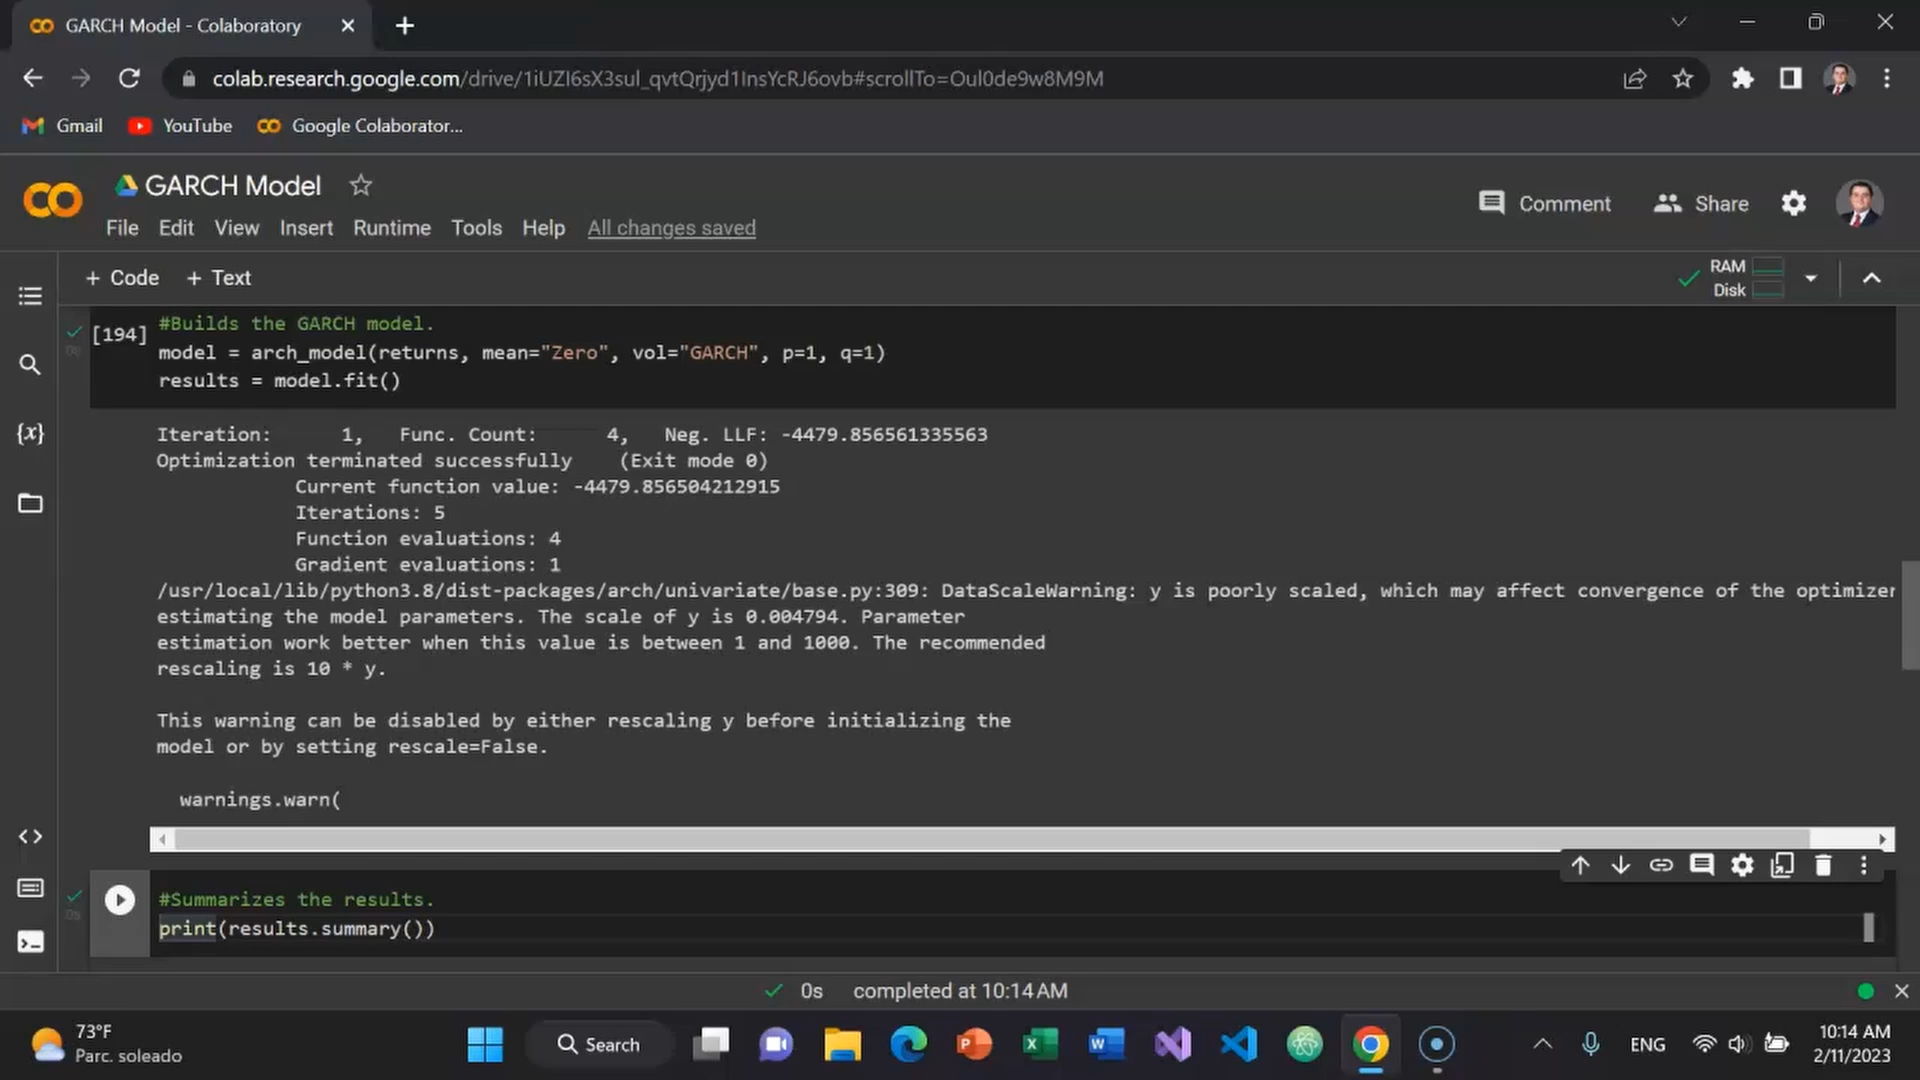 GARCH Model - Colaboratory
colab.research.google.com/drive/1iUZI6sX3sul_qvtQrjyd1InsYcRJ6ovb#scrollTo=Oul0de9w8M9M
Gmail YouTube Google Colaborator...
GARCH Model
Comment Share
File Edit View Insert Runtime Tools Help All changes saved
+ Code + Text
RAM
Disk
[194]
#Builds the GARCH model.
model = arch_model(returns, mean="Zero", vol="GARCH", p=1, q=1)
results = model.fit()
0s
Iteration: 1, Func. Count: 4, Neg. LLF: -4479.856561335563
Optimization terminated successfully (Exit mode 0)
Current function value: -4479.856504212915
Iterations: 5
Function evaluations: 4
Gradient evaluations: 1
/usr/local/lib/python3.8/dist-packages/arch/univariate/base.py:309: DataScaleWarning: y is poorly scaled, which may affect convergence of the optimizer
estimating the model parameters. The scale of y is 0.004794. Parameter
estimation work better when this value is between 1 and 1000. The recommended
rescaling is 10 * y.
This warning can be disabled by either rescaling y before initializing the
model or by setting rescale=False.
warnings.warn(
{x}
<>
#Summarizes the results.
0s
print(results.summary())
0s completed at 10:14 AM
73°F
Parc. soleado
Search
ENG
10:14 AM
2/11/2023